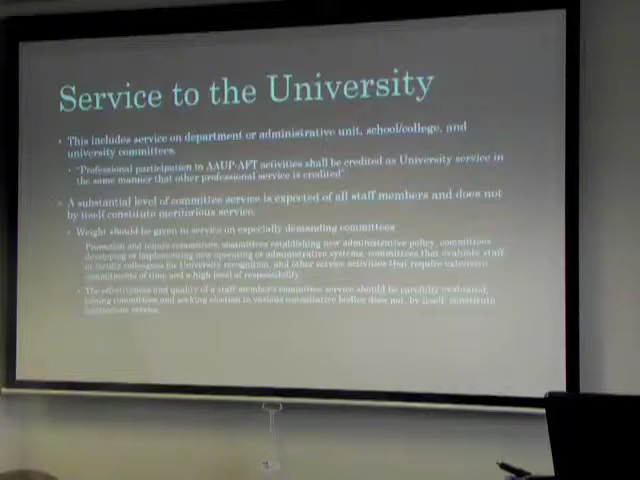 Service to the University
This includes service on department or administrative unit, school/college, and
university committees.
"Professional participation in AAUP-AFT activities shall be credited as University service in
the same manner that other professional service is credited"
A substantial level of committee service is expected of all staff members and does not
by itself constitute meritorious service.
Weight should be given to service on especially demanding committees
Promotion and tenure committees, committees establishing new administrative policy, committees
developing or implementing new operating or administrative systems, committees that evaluate staff
or faculty colleagues for University recognition, and other service activities that require extensive
commitments of time and a high level of responsibility.
The effectiveness and quality of a staff member's committee service should be carefully evaluated;
joining committees and seeking election to various consultative bodies does not, by itself, constitute
meritorious service.